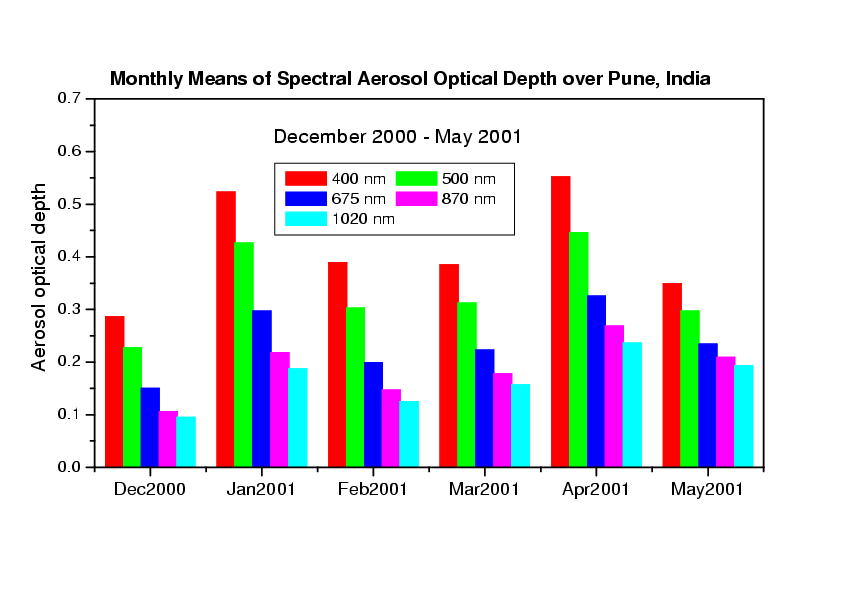 Monthly Means of Spectral Aerosol Optical Depth over Pune, India
December 2000 - May 2001
400 nm 500 nm
675 nm 870 nm
1020 nm
Aerosol optical depth
0.7
0.6
0.5
0.4
0.3
0.2
0.1
0.0
Dec2000 Jan2001 Feb2001 Mar2001 Apr2001 May2001